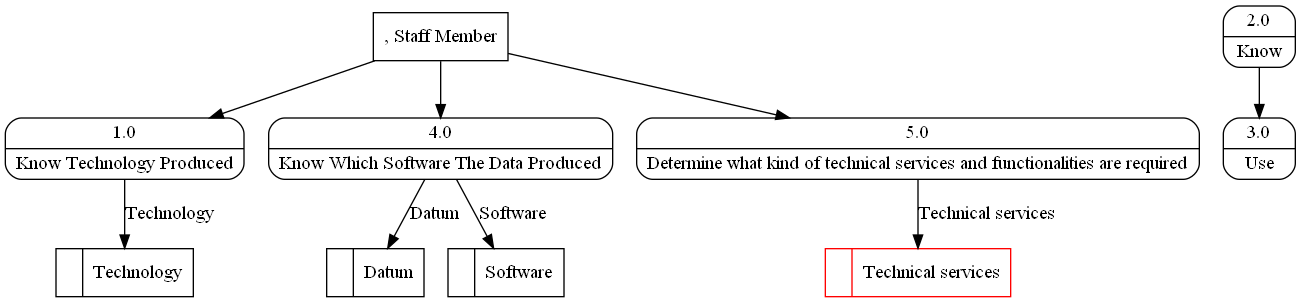 , Staff Member
2.0
Know
1.0
Know Technology Produced
4.0
Know Which Software The Data Produced
5.0
Determine what kind of technical services and functionalities are required
3.0
Use
Technology
Datum
Software
Technical services
Technology
Datum
Software
Technical services